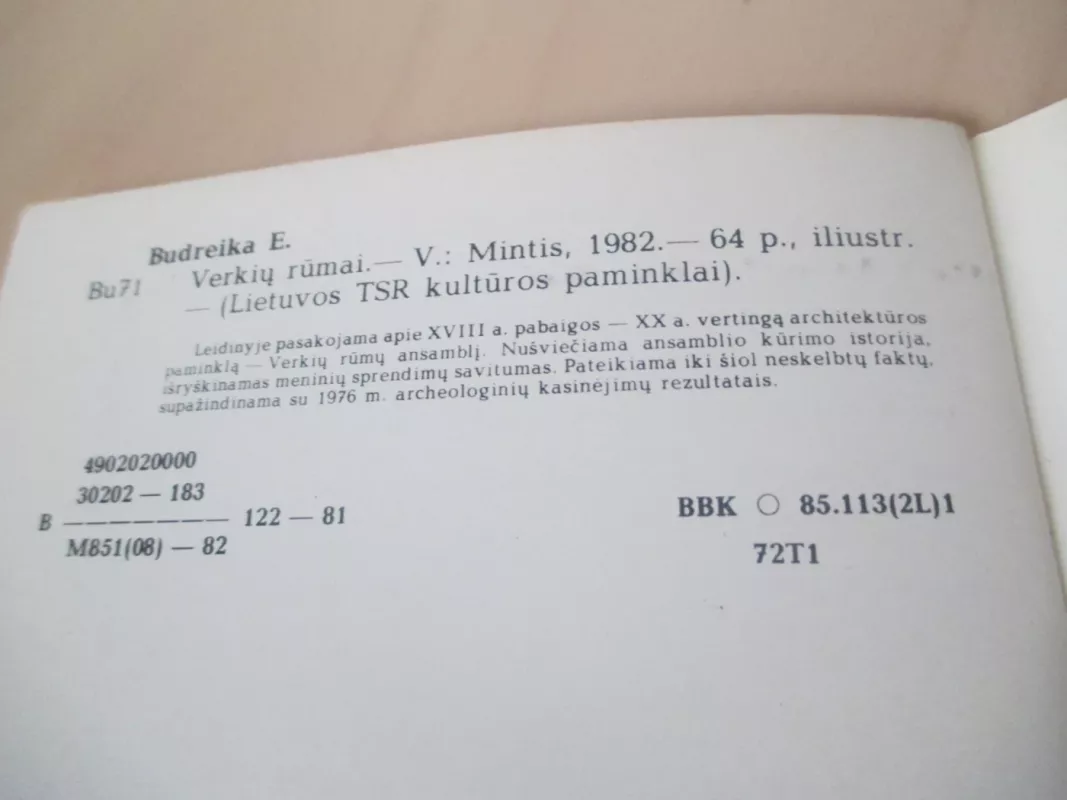 Budreika E.
Bu71 Verkių rūmai.— V.: Mintis, 1982.— 64 p., iliustr.
— (Lietuvos TSR kultūros paminklai).
Leidinyje pasakojama apie XVIII a. pabaigos — XX a. vertingą architektūros
paminklą — Verkių rūmų ansamblį. Nušviečiama ansamblio kūrimo istorija,
išryškinamas meninių sprendimų savitumas. Pateikiama iki šiol neskelbtų faktų,
supažindinama su 1976 m. archeologinių kasinėjimų rezultatais.
4902020000
30202 — 183
B ——————— 122 — 81
M851(08) — 82
BBK ○ 85.113(2L)1
72T1